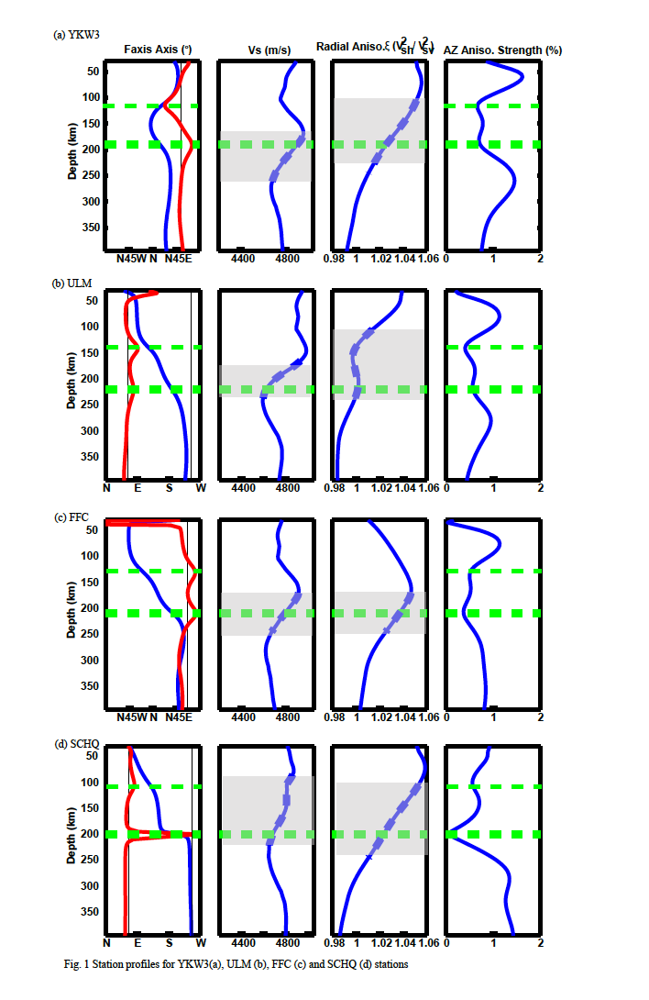 (a) YKW3
Faxis Axis (°) Vs (m/s) Radial Aniso.ξ (V²sh/V²sv) AZ Aniso. Strength (%)
50
100
150
200
250
300
350
Depth (km)
N45W N N45E 4400 4800 0.98 1 1.02 1.04 1.06 0 1 2
(b) ULM
50
100
150
200
250
300
350
Depth (km)
N E S W 4400 4800 0.98 1 1.02 1.04 1.06 0 1 2
(c) FFC
50
100
150
200
250
300
350
Depth (km)
N45W N N45E 4400 4800 0.98 1 1.02 1.04 1.06 0 1 2
(d) SCHQ
50
100
150
200
250
300
350
Depth (km)
N E S W 4400 4800 0.98 1 1.02 1.04 1.06 0 1 2
Fig. 1 Station profiles for YKW3(a), ULM (b), FFC (c) and SCHQ (d) stations